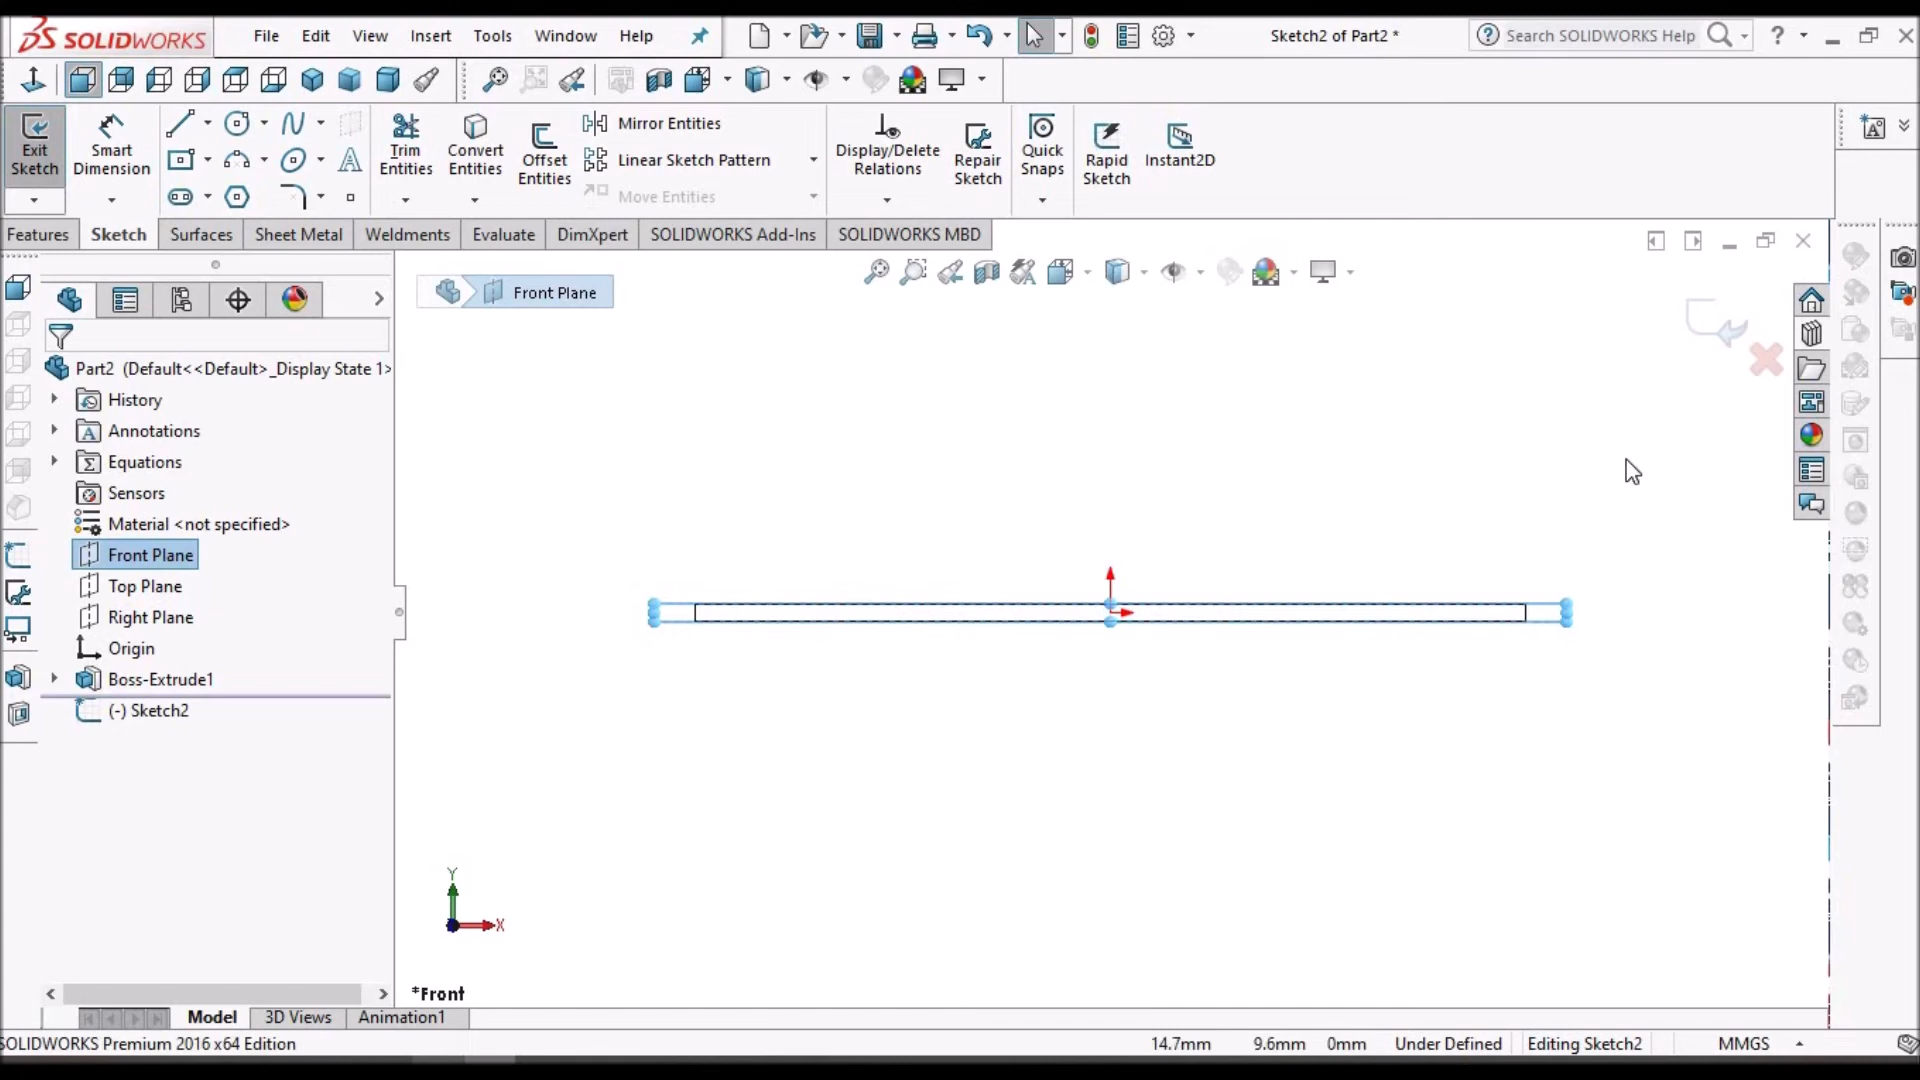 SOLIDWORKS File Edit View Insert Tools Window Help Sketch2 of Part2 * Search SOLIDWORKS Help ?
Exit Sketch
Smart Dimension
Trim Entities
Convert Entities
Offset Entities
Mirror Entities
Linear Sketch Pattern
Move Entities
Display/Delete Relations
Repair Sketch
Quick Snaps
Rapid Sketch
Instant2D
Features Sketch Surfaces Sheet Metal Weldments Evaluate DimXpert SOLIDWORKS Add-Ins SOLIDWORKS MBD
Front Plane
Part2 (Default<<Default>_Display State 1>
History
Annotations
Equations
Sensors
Material <not specified>
Front Plane
Top Plane
Right Plane
Origin
Boss-Extrude1
(-) Sketch2
Y
X
*Front
Model 3D Views Animation1
SOLIDWORKS Premium 2016 x64 Edition 14.7mm 9.6mm 0mm Under Defined Editing Sketch2 MMGS